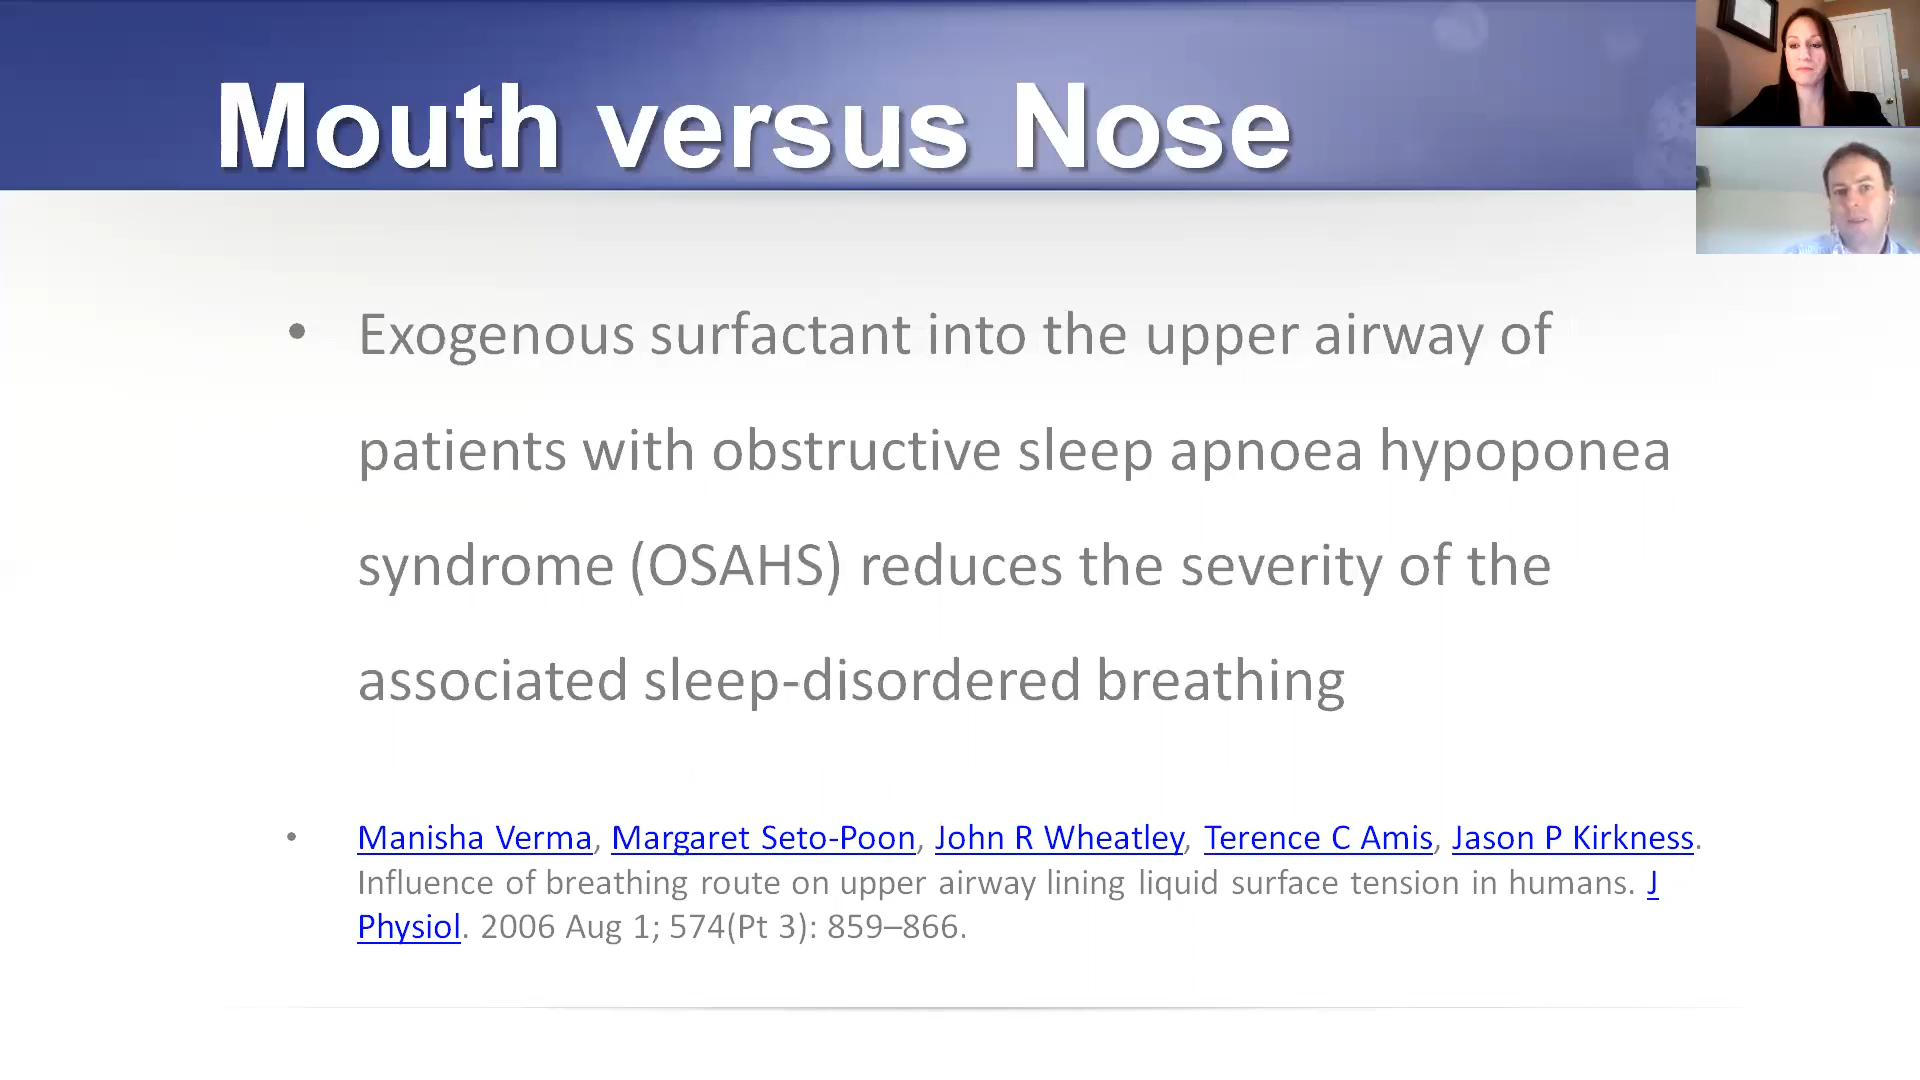 Mouth versus Nose
• Exogenous surfactant into the upper airway of
patients with obstructive sleep apnoea hypoponea
syndrome (OSAHS) reduces the severity of the
associated sleep-disordered breathing
• Manisha Verma, Margaret Seto-Poon, John R Wheatley, Terence C Amis, Jason P Kirkness.
Influence of breathing route on upper airway lining liquid surface tension in humans. J
Physiol. 2006 Aug 1; 574(Pt 3): 859–866.